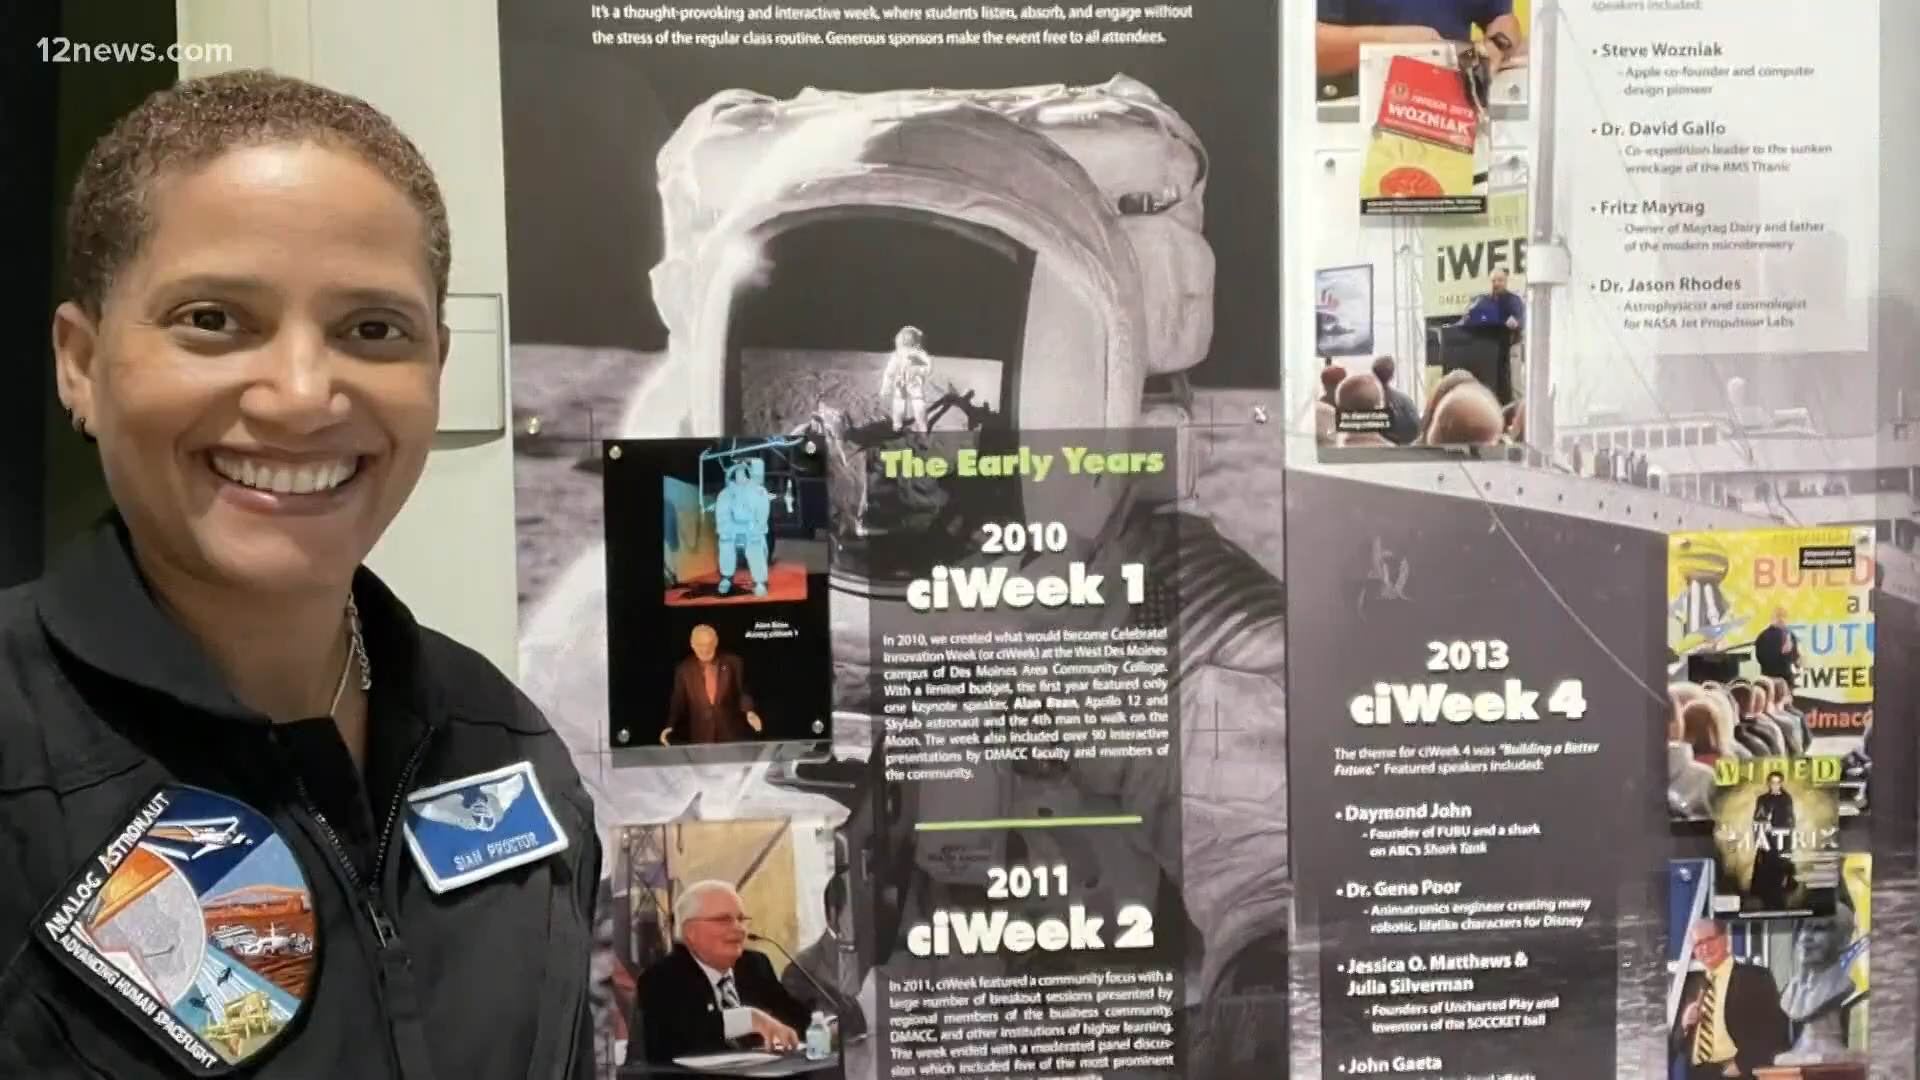 12news.com
It's a thought-provoking and interactive week, where students listen, absorb, and engage without
the stress of the regular class routine. Generous sponsors make the event free to all attendees.
The Early Years
2010
ciWeek 1
In 2010, we created what would become Celebrate!
Innovation Week (or ciWeek) at the West Des Moines
campus of Des Moines Area Community College.
With a limited budget, the first year featured only
one keynote speaker, Alan Bean, Apollo 12 and
Skylab astronaut and the 4th man to walk on the
Moon. The week also included over 90 interactive
presentations by DMACC faculty and members of
the community.
2011
ciWeek 2
In 2011, ciWeek featured a community focus with a
large number of breakout sessions presented by
regional members of the business community,
DMACC, and other institutions of higher learning.
The week ended with a moderated panel discus-
sion which included five of the most prominent
speakers included:
• Steve Wozniak
- Apple co-founder and computer
design pioneer
• Dr. David Gallo
- Co-expedition leader to the sunken
wreckage of the RMS Titanic
• Fritz Maytag
- Owner of Maytag Dairy and father
of the modern microbrewery
• Dr. Jason Rhodes
- Astrophysicist and cosmologist
for NASA Jet Propulsion Labs
2013
ciWeek 4
The theme for ciWeek 4 was "Building a Better
Future." Featured speakers included:
• Daymond John
- Founder of FUBU and a shark
on ABC's Shark Tank
• Dr. Gene Poor
- Animatronics engineer creating many
robotic, lifelike characters for Disney
• Jessica O. Matthews &
Julia Silverman
- Founders of Uncharted Play and
inventors of the SOCCKET ball
• John Gaeta
WOZNIAK
iWEE
BUILD
a
FUTU
ciWEE
dmacc
WIRED
MATRIX
SIAN PROCTOR
ANALOG ASTRONAUT
ADVANCING HUMAN SPACEFLIGHT